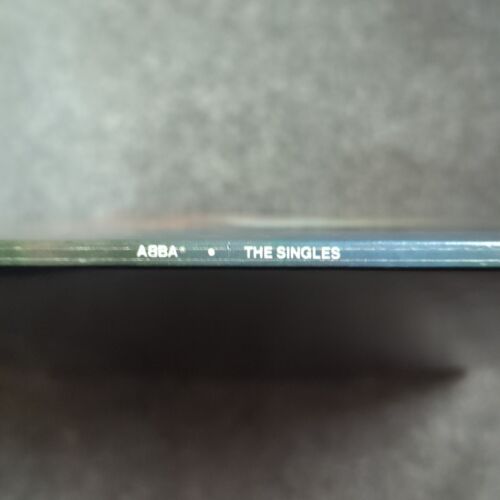 ABBA® • THE SINGLES